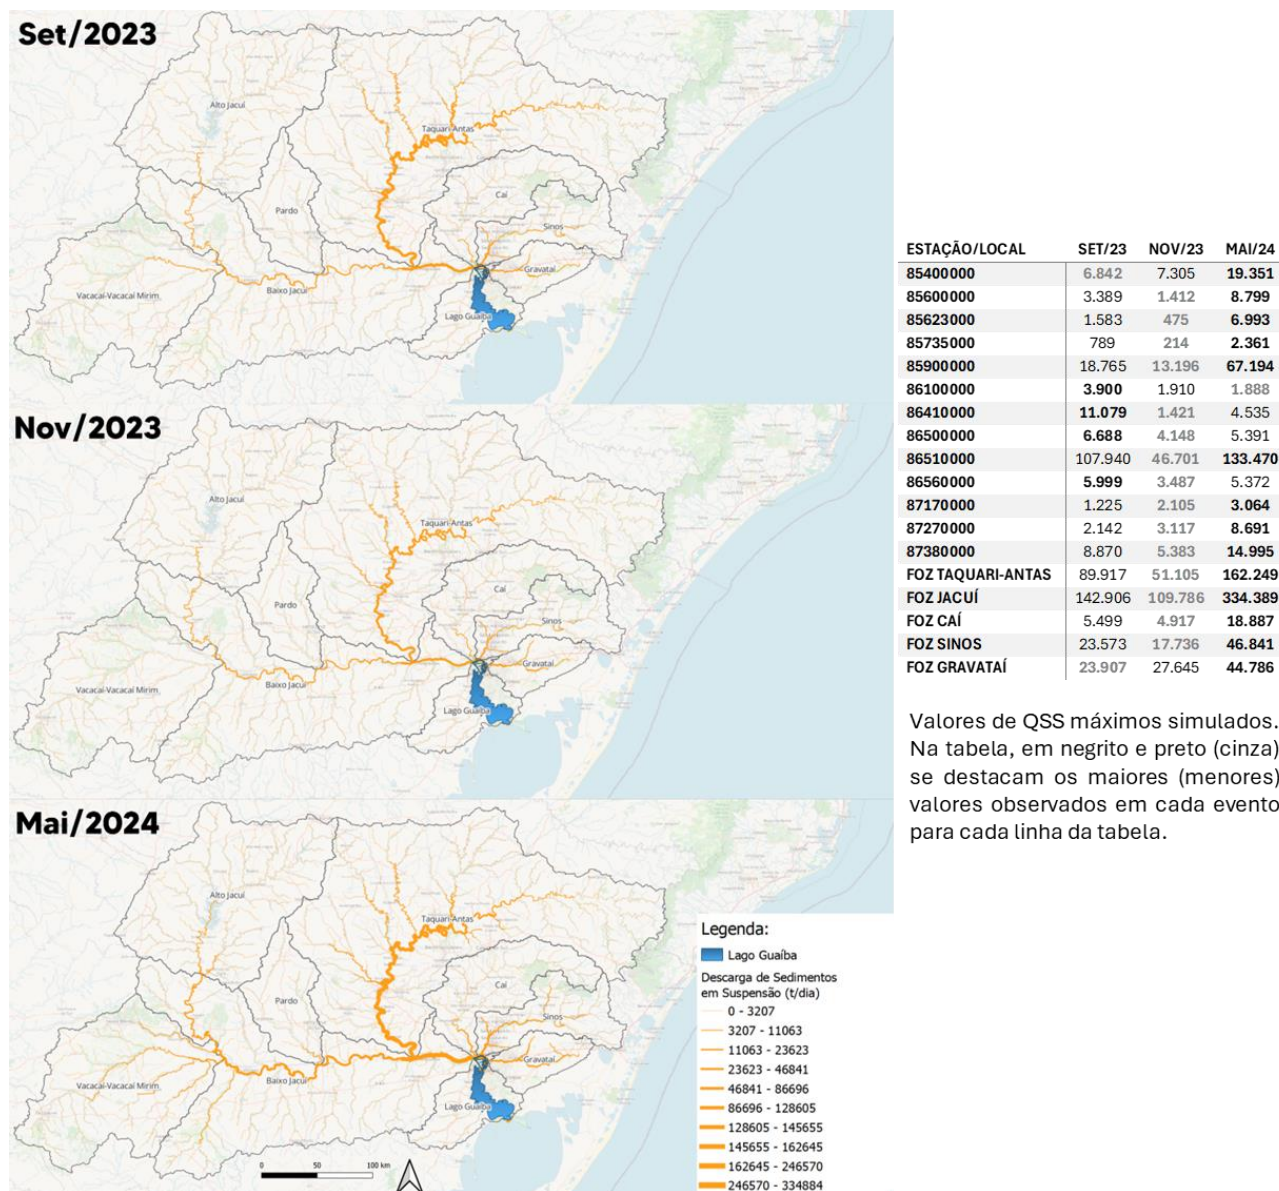 Set/2023
Alto Jacuí
Taquari-Antas
Caí
Pardo
Sinos
Gravataí
Vacacaí-Vacacaí Mirim
Baixo Jacuí
Lago Guaíba
Nov/2023
Alto Jacuí
Taquari-Antas
Caí
Pardo
Sinos
Gravataí
Vacacaí-Vacacaí Mirim
Baixo Jacuí
Lago Guaíba
Mai/2024
Alto Jacuí
Taquari-Antas
Caí
Pardo
Sinos
Gravataí
Vacacaí-Vacacaí Mirim
Baixo Jacuí
Lago Guaíba
0 50 100 km
Legenda:
Lago Guaíba
Descarga de Sedimentos
em Suspensão (t/dia)
0 - 3207
3207 - 11063
11063 - 23623
23623 - 46841
46841 - 86696
86696 - 128605
128605 - 145655
145655 - 162645
162645 - 246570
246570 - 334884
ESTAÇÃO/LOCAL SET/23 NOV/23 MAI/24
85400000 6.842 7.305 19.351
85600000 3.389 1.412 8.799
85623000 1.583 475 6.993
85735000 789 214 2.361
85900000 18.765 13.196 67.194
86100000 3.900 1.910 1.888
86410000 11.079 1.421 4.535
86500000 6.688 4.148 5.391
86510000 107.940 46.701 133.470
86560000 5.999 3.487 5.372
87170000 1.225 2.105 3.064
87270000 2.142 3.117 8.691
87380000 8.870 5.383 14.995
FOZ TAQUARI-ANTAS 89.917 51.105 162.249
FOZ JACUÍ 142.906 109.786 334.389
FOZ CAÍ 5.499 4.917 18.887
FOZ SINOS 23.573 17.736 46.841
FOZ GRAVATAÍ 23.907 27.645 44.786
Valores de QSS máximos simulados.
Na tabela, em negrito e preto (cinza)
se destacam os maiores (menores)
valores observados em cada evento
para cada linha da tabela.